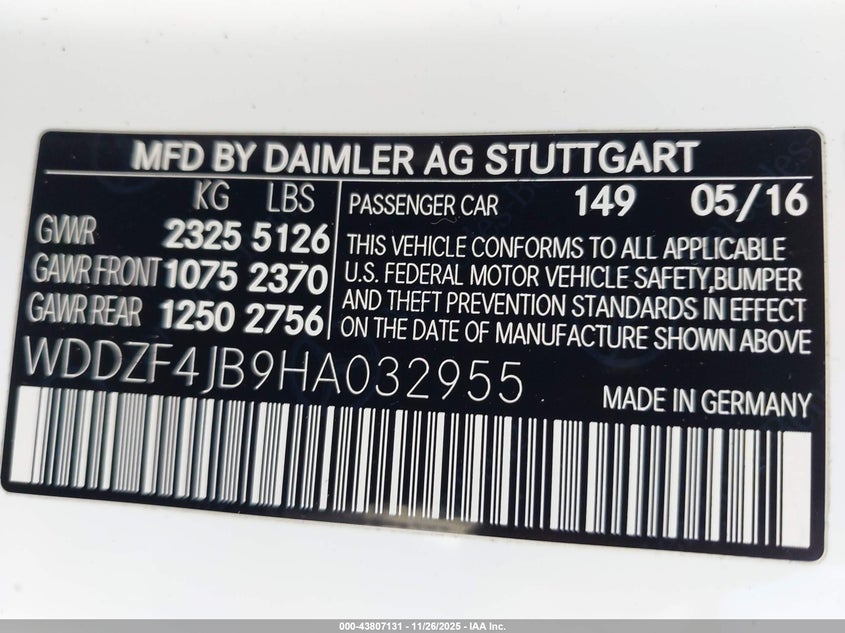 MFD BY DAIMLER AG STUTTGART
KG LBS
GVWR 2325 5126
GAWR FRONT 1075 2370
GAWR REAR 1250 2756
PASSENGER CAR 149 05/16
THIS VEHICLE CONFORMS TO ALL APPLICABLE
U.S. FEDERAL MOTOR VEHICLE SAFETY,BUMPER
AND THEFT PREVENTION STANDARDS IN EFFECT
ON THE DATE OF MANUFACTURE SHOWN ABOVE
WDDZF4JB9HA032955
MADE IN GERMANY
000-43807131 - 11/26/2025 - IAA Inc.